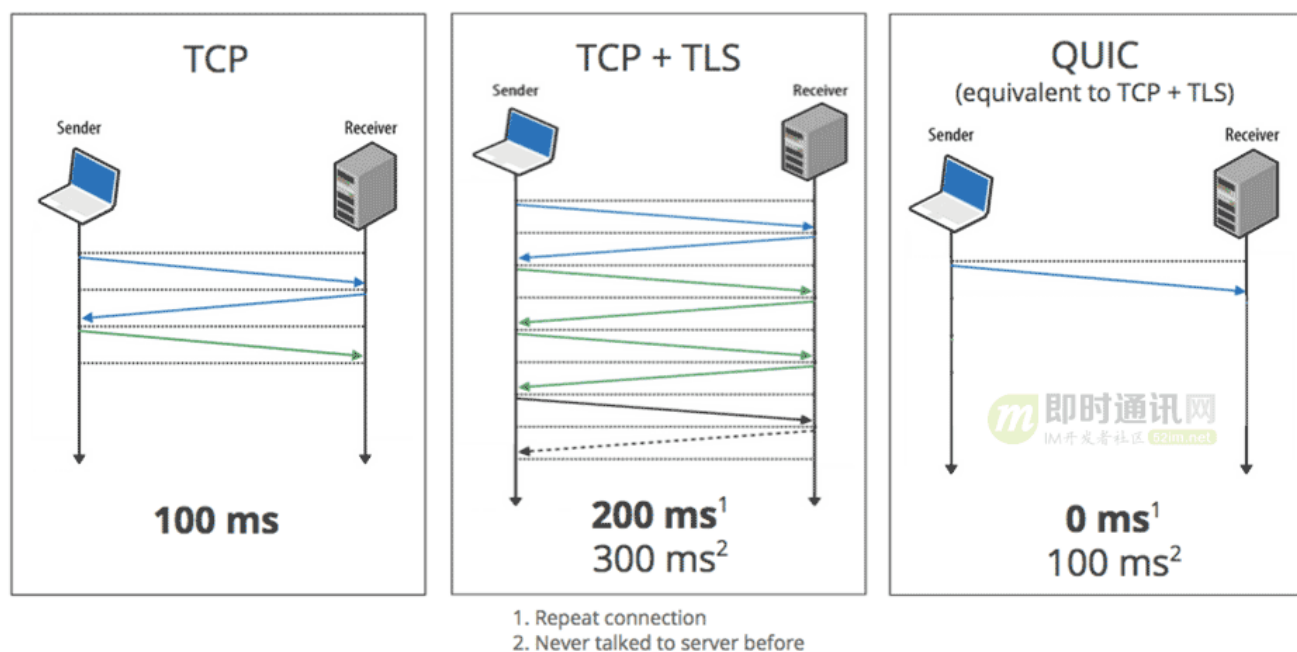 TCP
Sender
Receiver
100 ms
TCP + TLS
Sender
Receiver
200 ms¹
300 ms²
QUIC
(equivalent to TCP + TLS)
Sender
Receiver
m 即时通讯网
IM开发者社区 52im.net
0 ms¹
100 ms²
1. Repeat connection
2. Never talked to server before